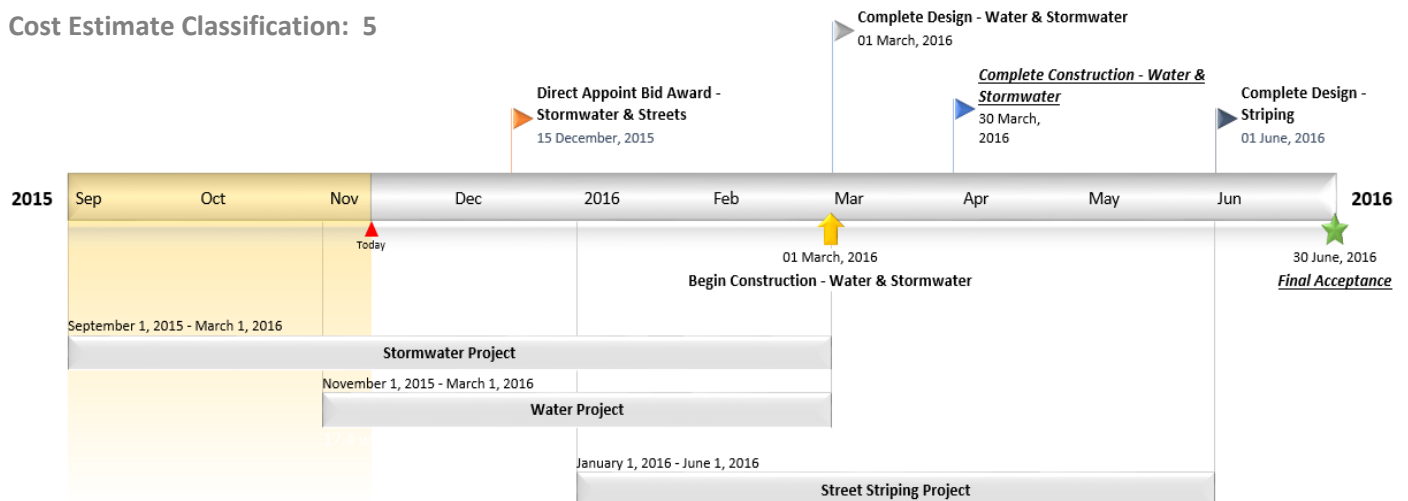 Cost Estimate Classification: 5
Complete Design - Water & Stormwater
01 March, 2016
Direct Appoint Bid Award -
Stormwater & Streets
15 December, 2015
Complete Construction - Water &
Stormwater
30 March,
2016
Complete Design -
Striping
01 June, 2016
2015 Sep Oct Nov Dec 2016 Feb Mar Apr May Jun 2016
Today
01 March, 2016
Begin Construction - Water & Stormwater
30 June, 2016
Final Acceptance
September 1, 2015 - March 1, 2016
Stormwater Project
November 1, 2015 - March 1, 2016
Water Project
January 1, 2016 - June 1, 2016
Street Striping Project